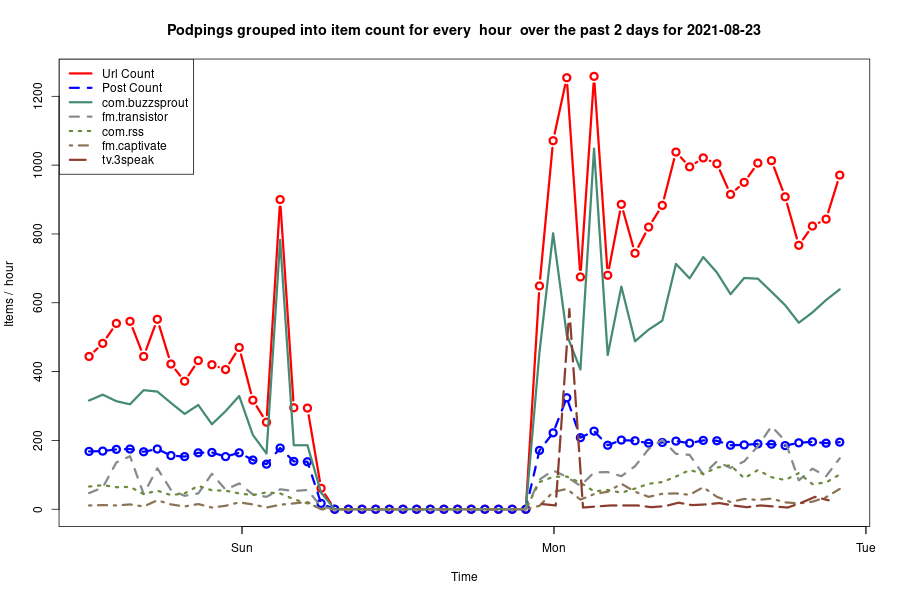 Podpings grouped into item count for every  hour  over the past 2 days for 2021-08-23
Url Count
Post Count
com.buzzsprout
fm.transistor
com.rss
fm.captivate
tv.3speak
Items /  hour
1200
1000
800
600
400
200
0
Sun
Mon
Tue
Time